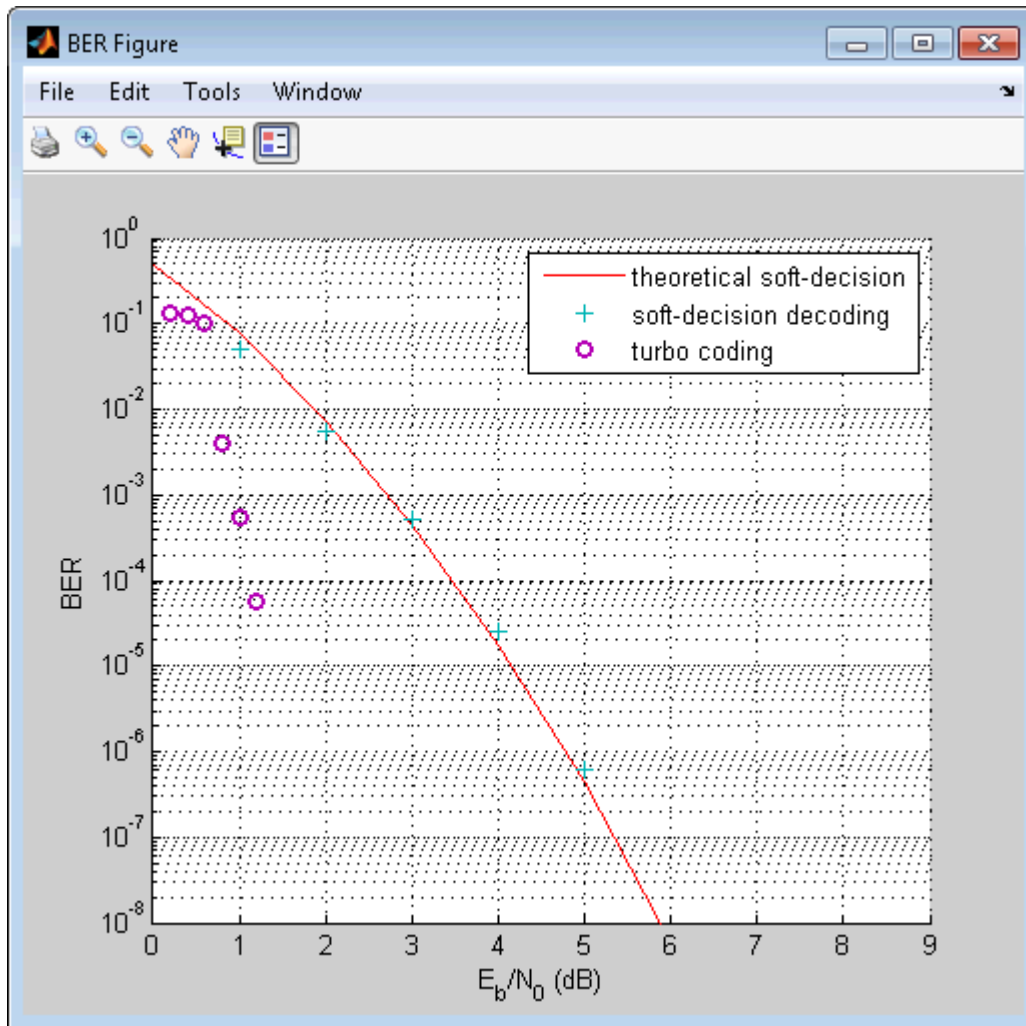 BER Figure
File Edit Tools Window
10^0
10^-1
10^-2
10^-3
10^-4
10^-5
10^-6
10^-7
10^-8
BER
theoretical soft-decision
soft-decision decoding
turbo coding
0 1 2 3 4 5 6 7 8 9
E_b/N_0 (dB)